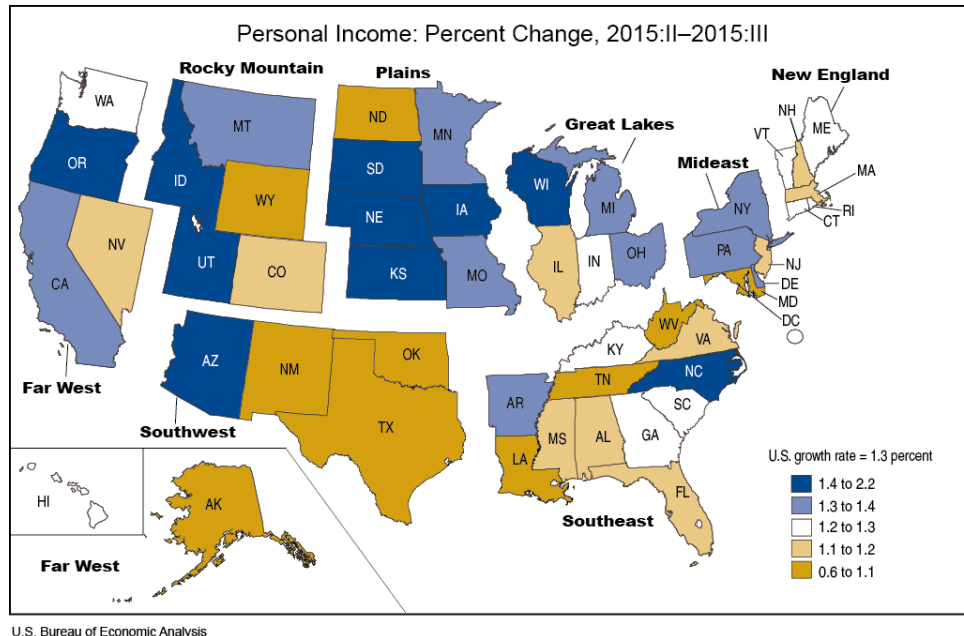 Personal Income: Percent Change, 2015:II–2015:III
Rocky Mountain
Plains
New England
WA
MT
ND
MN
Great Lakes
NH
ME
VT
Mideast
OR
ID
SD
WI
MA
WY
MI
NY
RI
CT
NE
IA
NV
PA
UT
CO
OH
IL
IN
NJ
CA
KS
MO
DE
MD
DC
WV
VA
KY
AZ
OK
NM
TN
NC
Far West
AR
SC
TX
MS
AL
GA
Southwest
LA
U.S. growth rate = 1.3 percent
1.4 to 2.2
FL
HI
AK
1.3 to 1.4
Southeast
1.2 to 1.3
1.1 to 1.2
Far West
0.6 to 1.1
U.S. Bureau of Economic Analysis